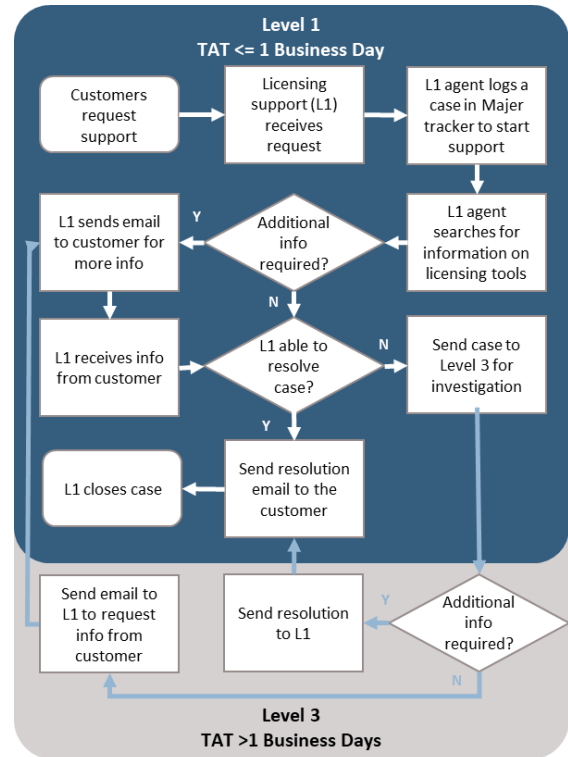 Level 1
TAT <= 1 Business Day
Customers
request
support
Licensing
support (L1)
receives
request
L1 agent logs a
case in Majer
tracker to start
support
L1 sends email
to customer for
more info
Y
Additional
info
required?
L1 agent
searches for
information on
licensing tools
N
L1 receives info
from customer
L1 able to
resolve
case?
N
Send case to
Level 3 for
investigation
Y
L1 closes case
Send resolution
email to the
customer
Send email to
L1 to request
info from
customer
Send resolution
to L1
Y
Additional
info
required?
N
Level 3
TAT >1 Business Days